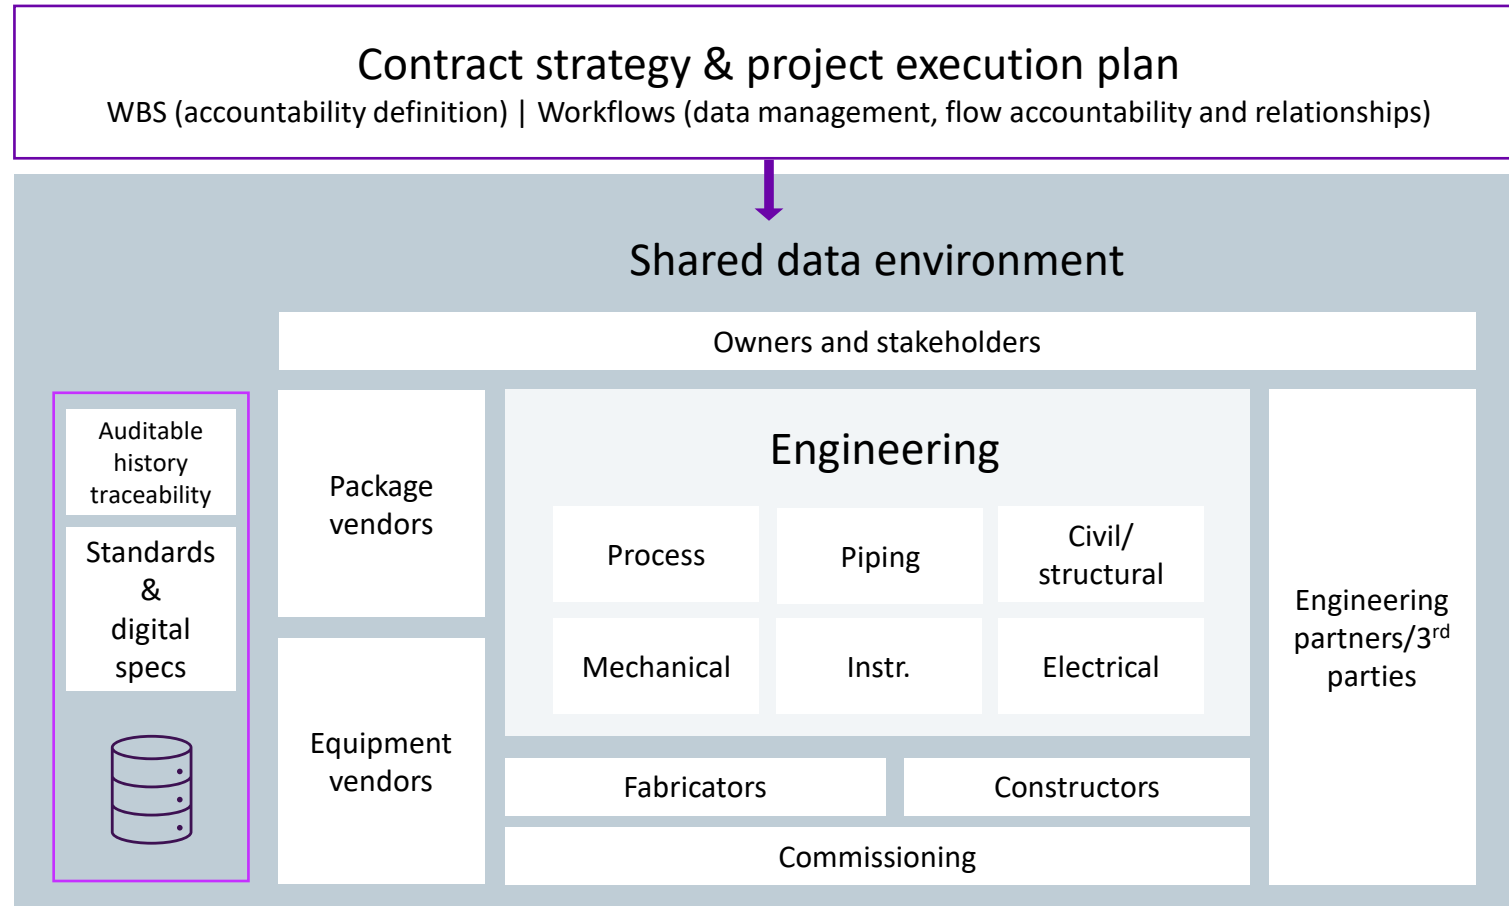 Contract strategy & project execution plan
WBS (accountability definition) | Workflows (data management, flow accountability and relationships)
Shared data environment
Owners and stakeholders
Auditable
history
traceability
Standards
&
digital
specs
Package
vendors
Equipment
vendors
Engineering
Process
Piping
Civil/
structural
Mechanical
Instr.
Electrical
Fabricators
Constructors
Commissioning
Engineering
partners/3rd
parties